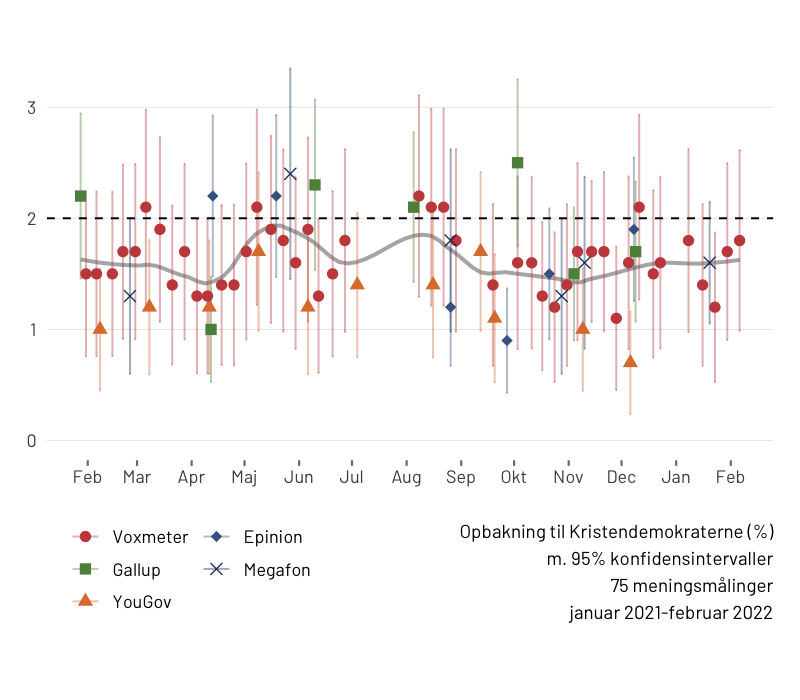 3
2
1
0
Feb Mar Apr Maj Jun Jul Aug Sep Okt Nov Dec Jan Feb
Voxmeter Epinion
Gallup Megafon
YouGov
Opbakning til Kristendemokraterne (%)
m. 95% konfidensintervaller
75 meningsmålinger
januar 2021-februar 2022